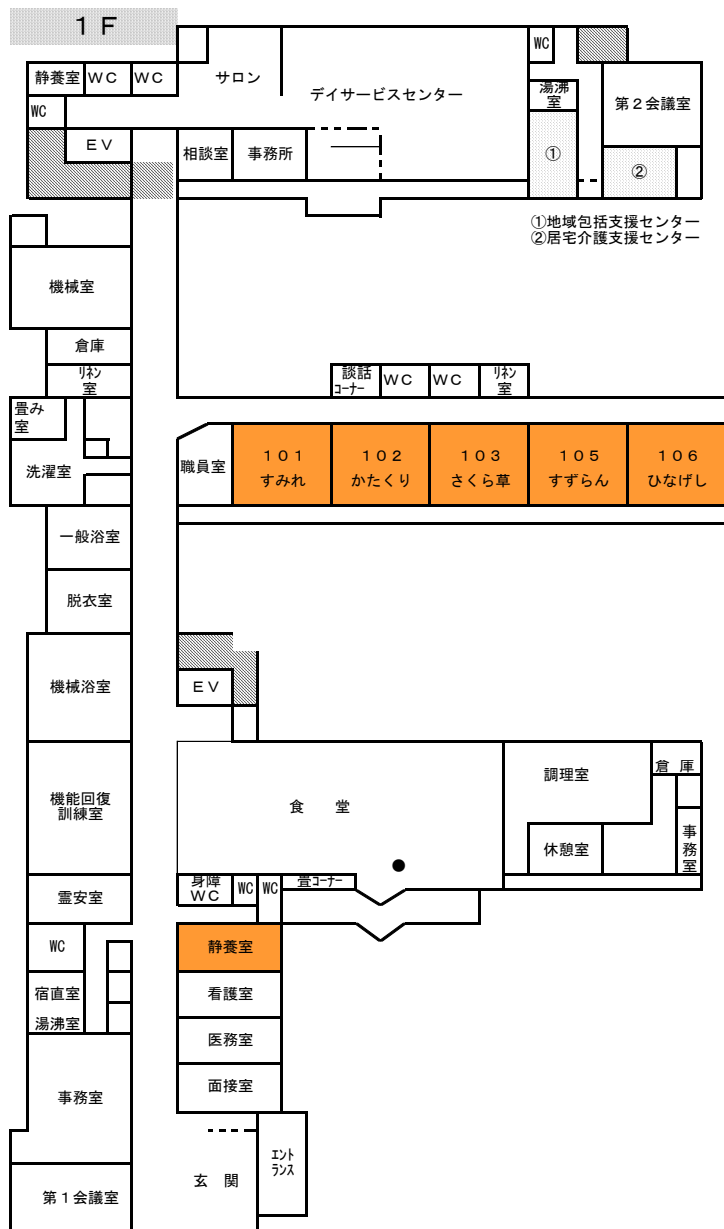 １Ｆ
WC
静養室
ＷＣ
ＷＣ
サロン
デイサービスセンター
湯沸
室
第２会議室
WC
ＥＶ
相談室
事務所
①
②
①地域包括支援センター
②居宅介護支援センター
機械室
倉庫
ﾘﾈﾝ
室
談話
ｺｰﾅｰ
ＷＣ
ＷＣ
ﾘﾈﾝ
室
畳み
室
洗濯室
職員室
１０１
すみれ
１０２
かたくり
１０３
さくら草
１０５
すずらん
１０６
ひなげし
一般浴室
脱衣室
機械浴室
ＥＶ
機能回復
訓練室
食　堂
調理室
倉　庫
休憩室
事
務
室
霊安室
身障
ＷＣ
WC
WC
畳ｺｰﾅｰ
WC
静養室
宿直室
看護室
湯沸室
医務室
事務室
面接室
第１会議室
玄　関
ｴﾝﾄ
ﾗﾝｽ